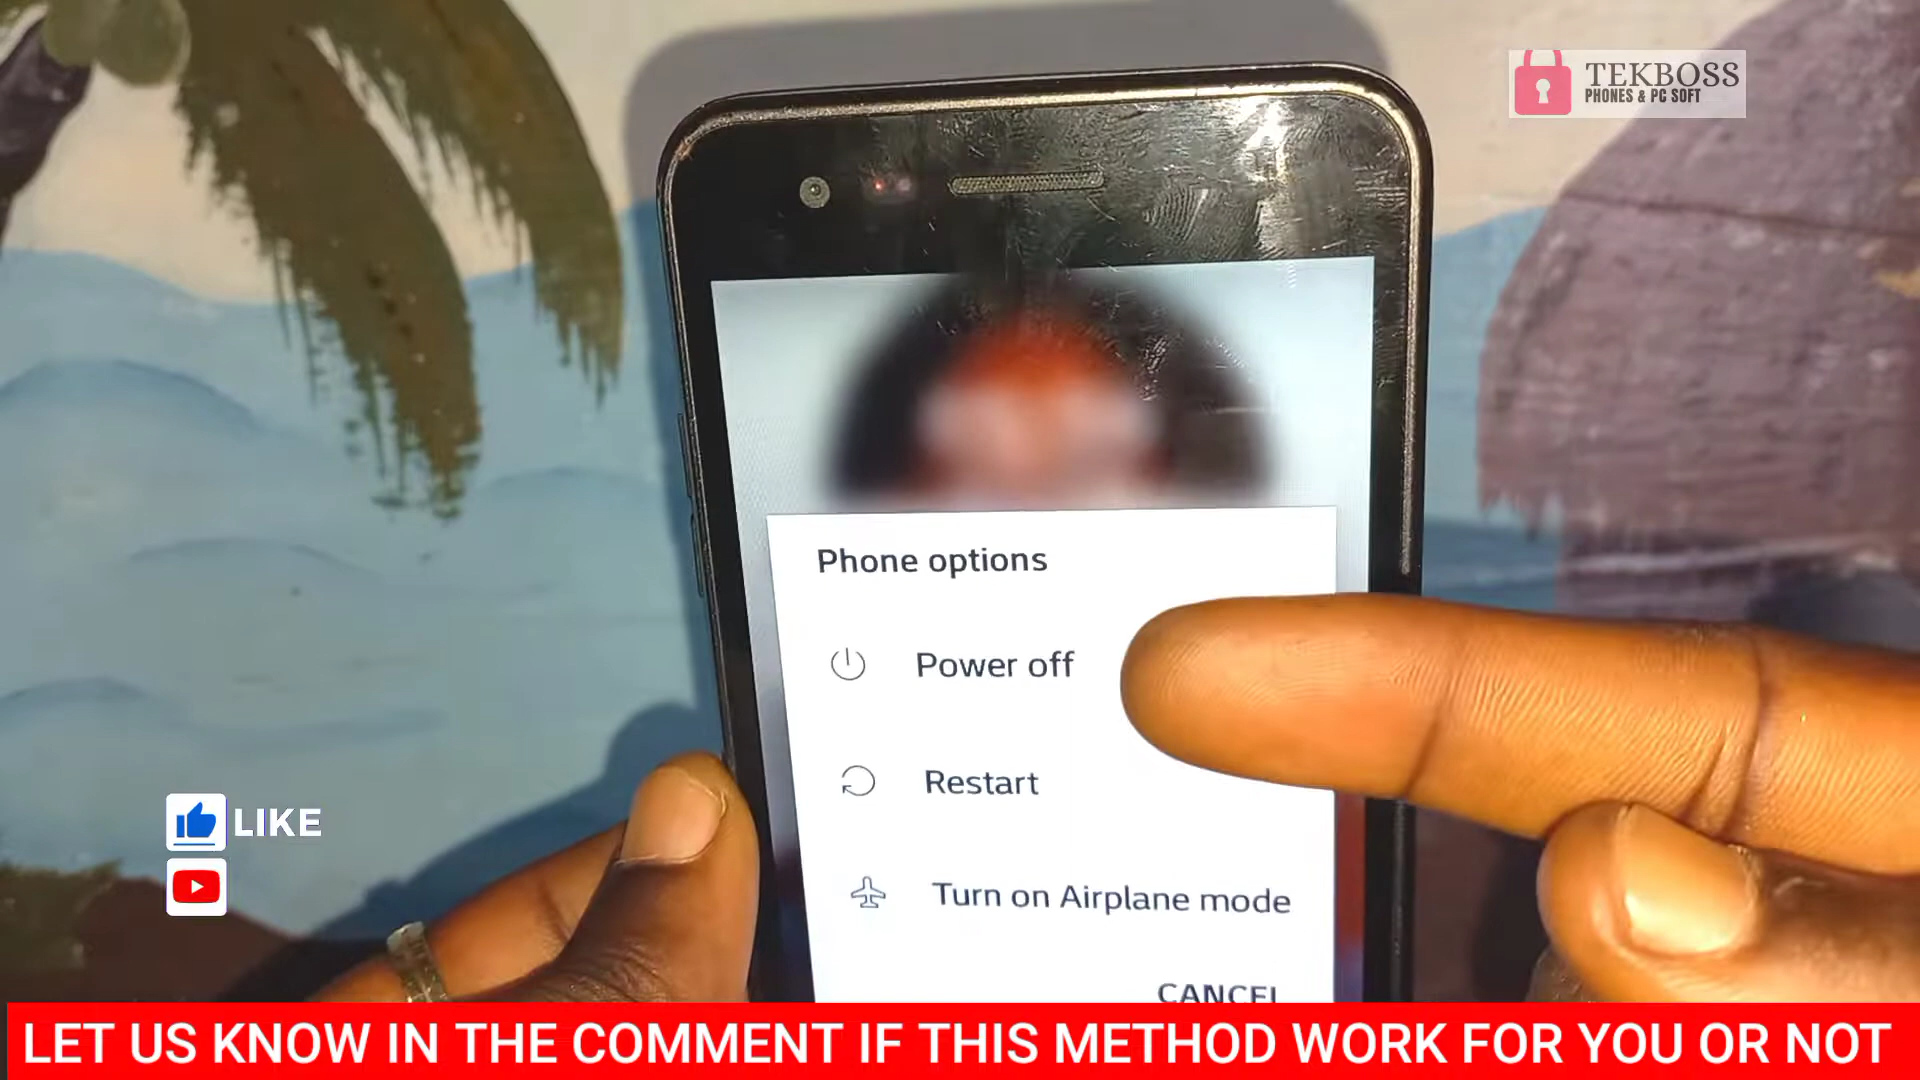 TEKBOSS
PHONES & PC SOFT
Phone options
Power off
Restart
Turn on Airplane mode
CANCEL
LIKE
LET US KNOW IN THE COMMENT IF THIS METHOD WORK FOR YOU OR NOT